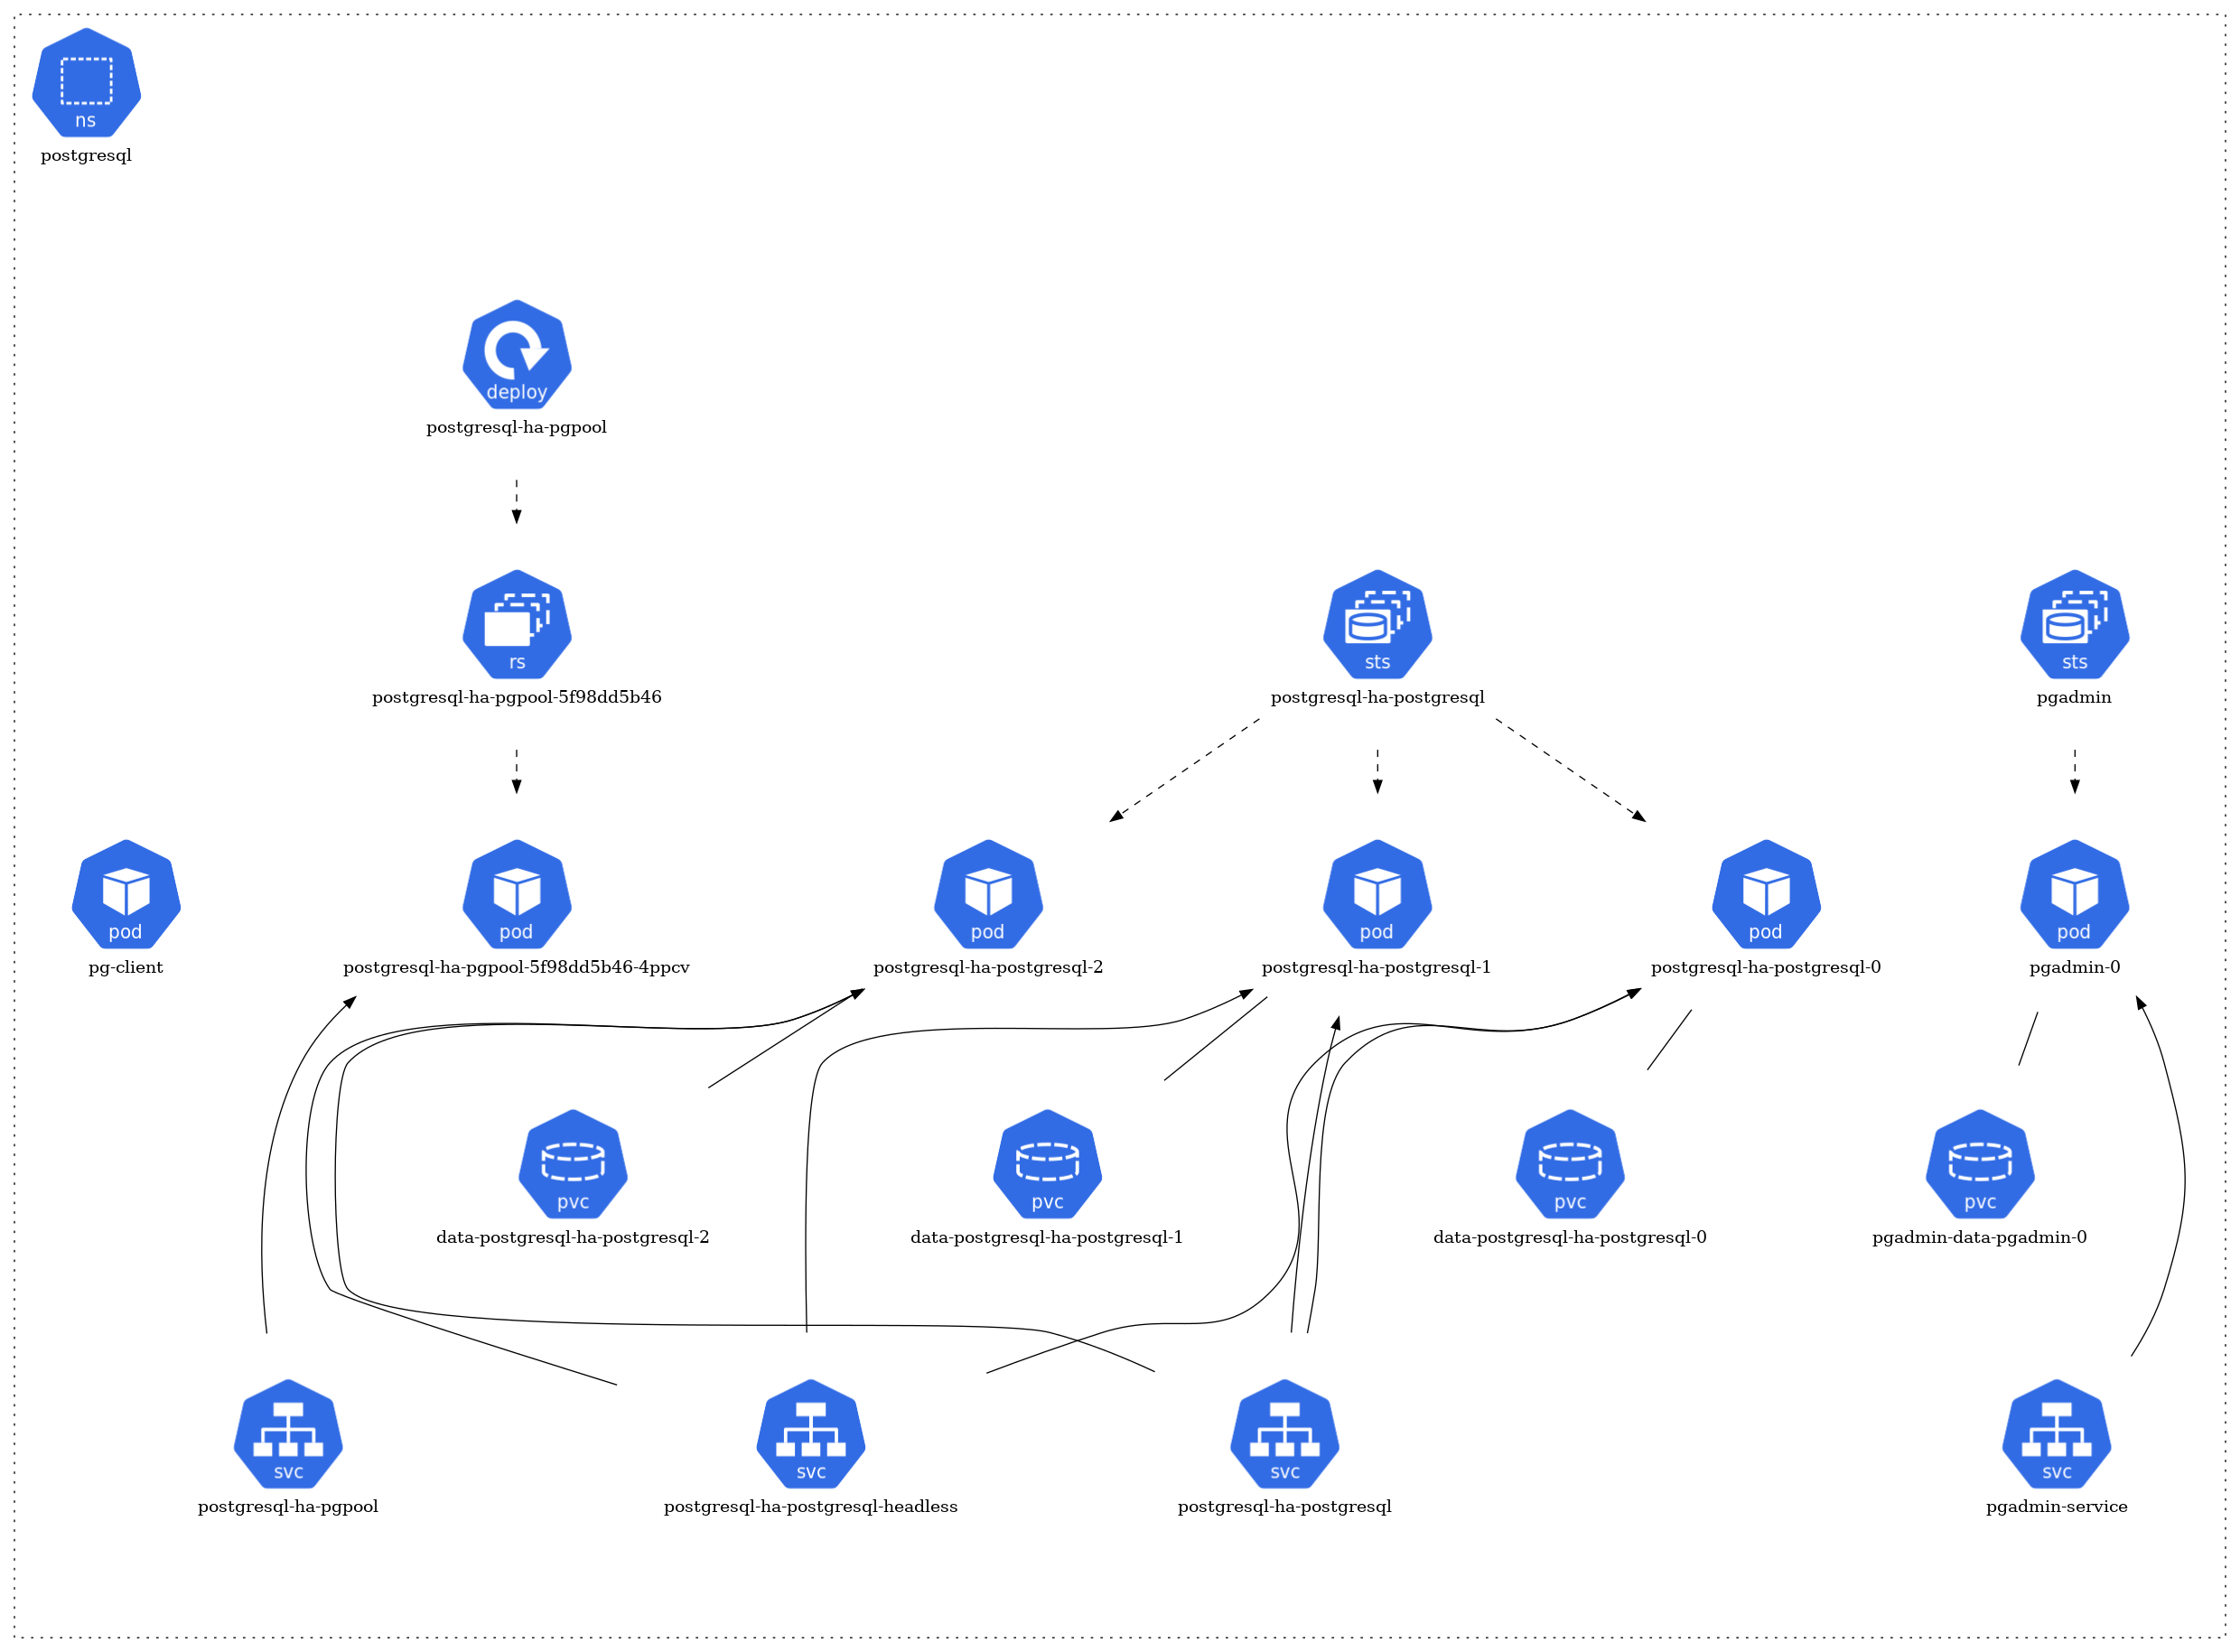 ns
postgresql
deploy
postgresql-ha-pgpool
rs
sts
sts
postgresql-ha-pgpool-5f98dd5b46
postgresql-ha-postgresql
pgadmin
pod
pod
pod
pod
pod
pod
pg-client
postgresql-ha-pgpool-5f98dd5b46-4ppcv
postgresql-ha-postgresql-2
postgresql-ha-postgresql-1
postgresql-ha-postgresql-0
pgadmin-0
pvc
pvc
pvc
pvc
data-postgresql-ha-postgresql-2
data-postgresql-ha-postgresql-1
data-postgresql-ha-postgresql-0
pgadmin-data-pgadmin-0
svc
svc
svc
svc
postgresql-ha-pgpool
postgresql-ha-postgresql-headless
postgresql-ha-postgresql
pgadmin-service